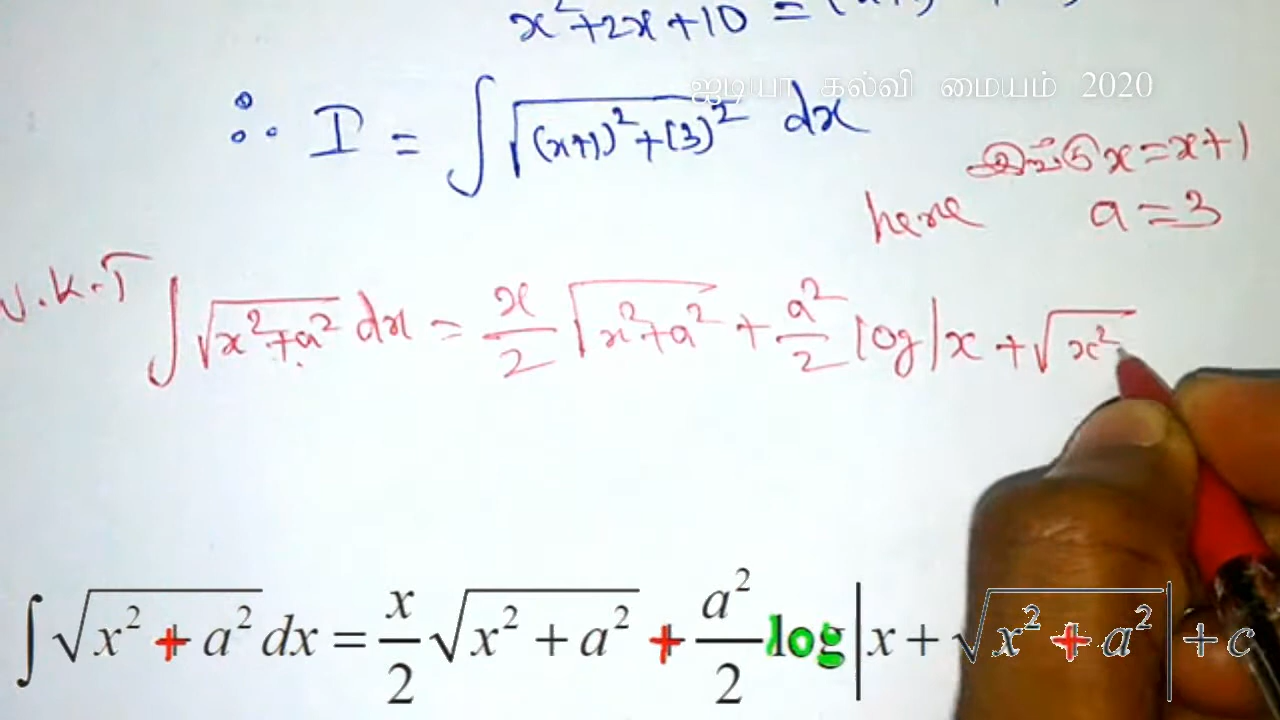 x²+2x+10 =
ஐடியா கல்வி மையம் 2020
∴ I = ∫√((x+1)²+(3)²) dx
இங்கு x=x+1
here a=3
W.K.T ∫√(x²+a²) dx = x/2 √(x²+a²) + a²/2 log|x+√(x²
∫√(x²+a²) dx = x/2 √(x²+a²) + a²/2 log|x+√(x²+a²)|+c